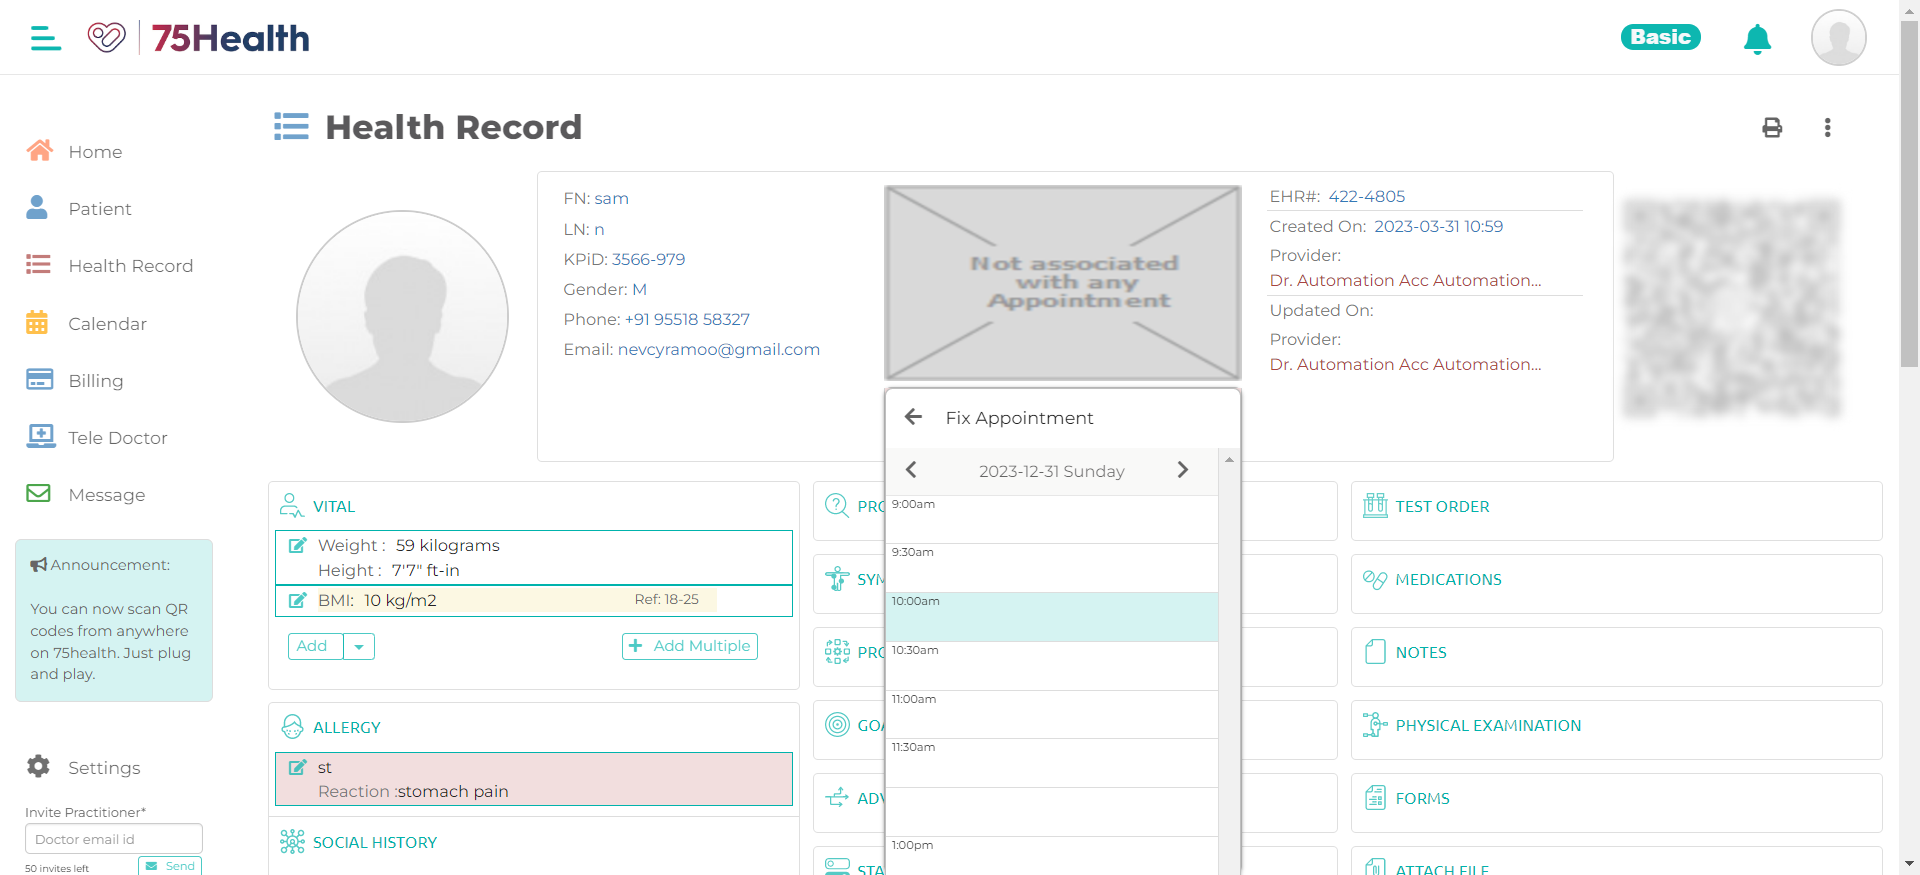 75Health
Basic
Health Record
Home
Patient
Health Record
Calendar
Billing
Tele Doctor
Message
Announcement:
You can now scan QR
codes from anywhere
on 75health. Just plug
and play.
Settings
Invite Practitioner*
Doctor email id
50 invites left
Send
FN: sam
LN: n
KPiD: 3566-979
Gender: M
Phone: +91 95518 58327
Email: nevcyramoo@gmail.com
Not associated
with any
Appointment
EHR#: 422-4805
Created On: 2023-03-31 10:59
Provider:
Dr. Automation Acc Automation...
Updated On:
Provider:
Dr. Automation Acc Automation...
Fix Appointment
2023-12-31 Sunday
9:00am
9:30am
10:00am
10:30am
11:00am
11:30am
1:00pm
VITAL
Weight : 59 kilograms
Height : 7'7" ft-in
BMI: 10 kg/m2 Ref: 18-25
Add
Add Multiple
ALLERGY
st
Reaction :stomach pain
SOCIAL HISTORY
PRO
SYM
PRO
GOA
ADV
STA
TEST ORDER
MEDICATIONS
NOTES
PHYSICAL EXAMINATION
FORMS
ATTACH FILE